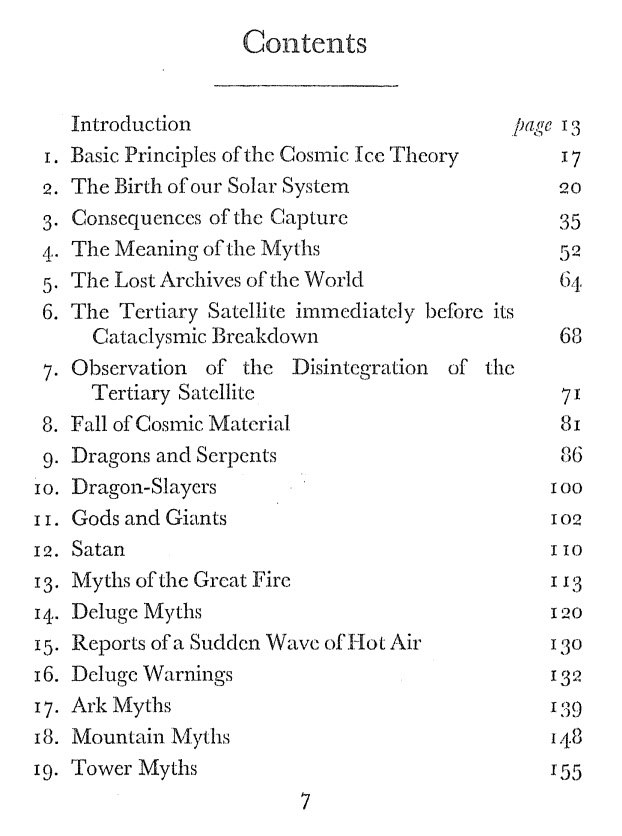 Contents
Introduction page 13
1. Basic Principles of the Cosmic Ice Theory 17
2. The Birth of our Solar System 20
3. Consequences of the Capture 35
4. The Meaning of the Myths 52
5. The Lost Archives of the World 64
6. The Tertiary Satellite immediately before its
Cataclysmic Breakdown 68
7. Observation of the Disintegration of the
Tertiary Satellite 71
8. Fall of Cosmic Material 81
9. Dragons and Serpents 86
10. Dragon-Slayers 100
11. Gods and Giants 102
12. Satan 110
13. Myths of the Great Fire 113
14. Deluge Myths 120
15. Reports of a Sudden Wave of Hot Air 130
16. Deluge Warnings 132
17. Ark Myths 139
18. Mountain Myths 148
19. Tower Myths 155
7